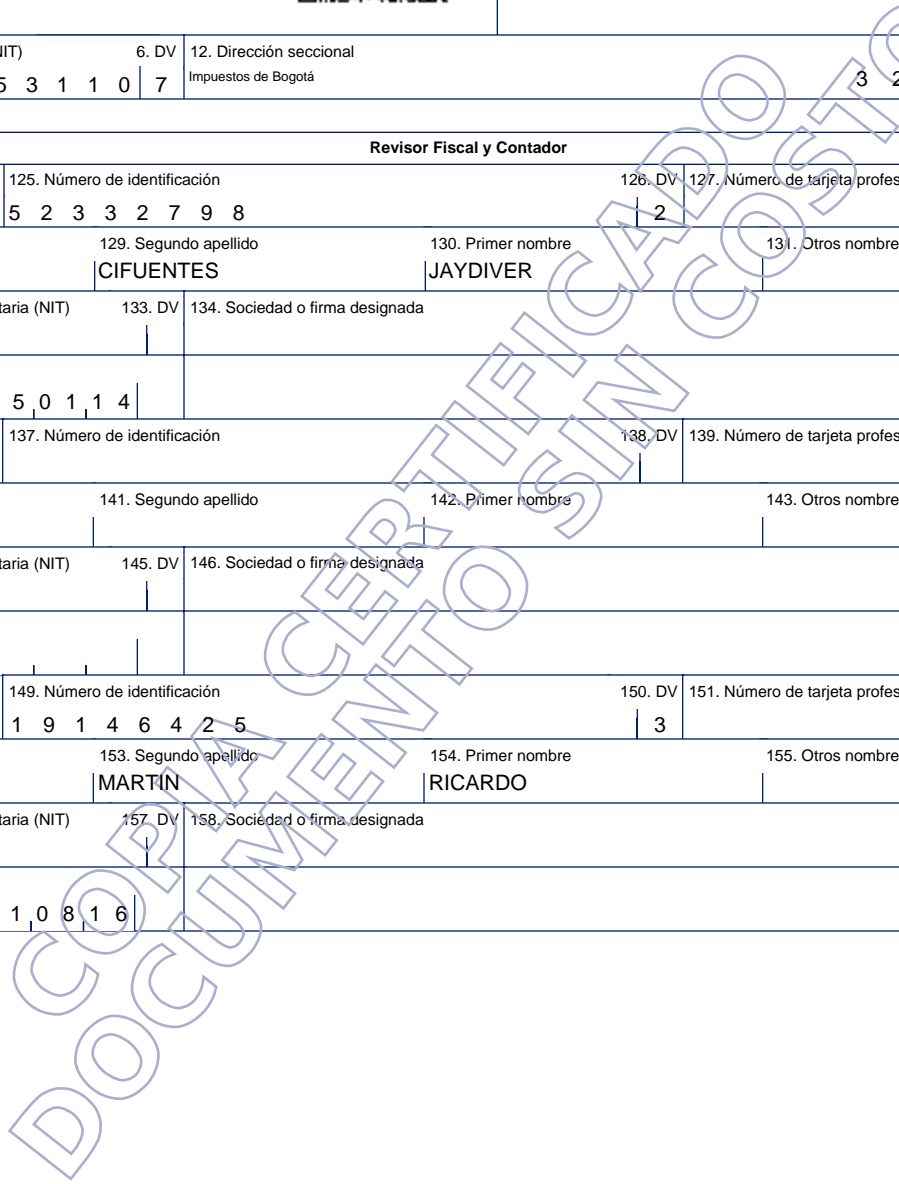 NIT) 6. DV 12. Dirección seccional
5 3 1 1 0 7 Impuestos de Bogotá 3 2
Revisor Fiscal y Contador
125. Número de identificación 126. DV 127. Número de tarjeta profes
5 2 3 3 2 7 9 8 2
129. Segundo apellido 130. Primer nombre 131. Otros nombre
CIFUENTES JAYDIVER
taria (NIT) 133. DV 134. Sociedad o firma designada
5 0 1 1 4
137. Número de identificación 138. DV 139. Número de tarjeta profes
141. Segundo apellido 142. Primer nombre 143. Otros nombre
taria (NIT) 145. DV 146. Sociedad o firma designada
149. Número de identificación 150. DV 151. Número de tarjeta profes
1 9 1 4 6 4 2 5 3
153. Segundo apellido 154. Primer nombre 155. Otros nombre
MARTIN RICARDO
taria (NIT) 157. DV 158. Sociedad o firma designada
1 0 8 1 6
COPIA CERTIFICADO
DOCUMENTO SIN COSTO